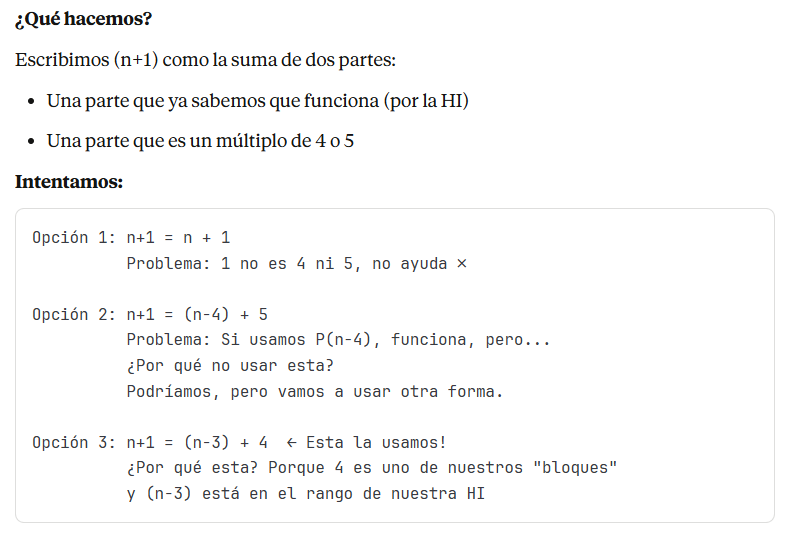 ¿Qué hacemos?
Escribimos (n+1) como la suma de dos partes:
• Una parte que ya sabemos que funciona (por la HI)
• Una parte que es un múltiplo de 4 o 5
Intentamos:
Opción 1: n+1 = n + 1
Problema: 1 no es 4 ni 5, no ayuda ×
Opción 2: n+1 = (n-4) + 5
Problema: Si usamos P(n-4), funciona, pero...
¿Por qué no usar esta?
Podríamos, pero vamos a usar otra forma.
Opción 3: n+1 = (n-3) + 4 ← Esta la usamos!
¿Por qué esta? Porque 4 es uno de nuestros "bloques"
y (n-3) está en el rango de nuestra HI